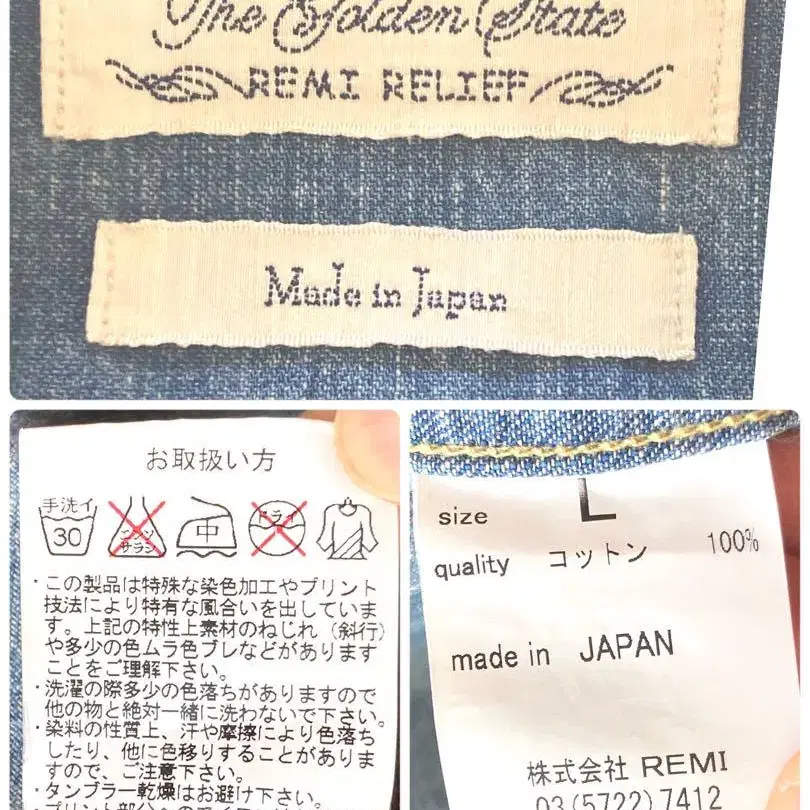 The Golden State
REMI RELIEF
Made in Japan
お取扱い方
手洗イ
30
エンソ
サラシ
中
ドライ
・この製品は特殊な染色加工やプリント
技法により特有な風合いを出していま
す。上記の特性上素材のねじれ（斜行）
や多少の色ムラ色ブレなどがあります
ことをご理解下さい。
・洗濯の際多少の色落ちがありますので
他の物と絶対一緒に洗わないで下さい。
・染料の性質上、汗や摩擦により色落ち
したり、他に色移りすることがありま
すので、ご注意下さい。
・タンブラー乾燥はお避け下さい。
size L
quality コットン 100%
made in JAPAN
株式会社 REMI
03(5722)7412